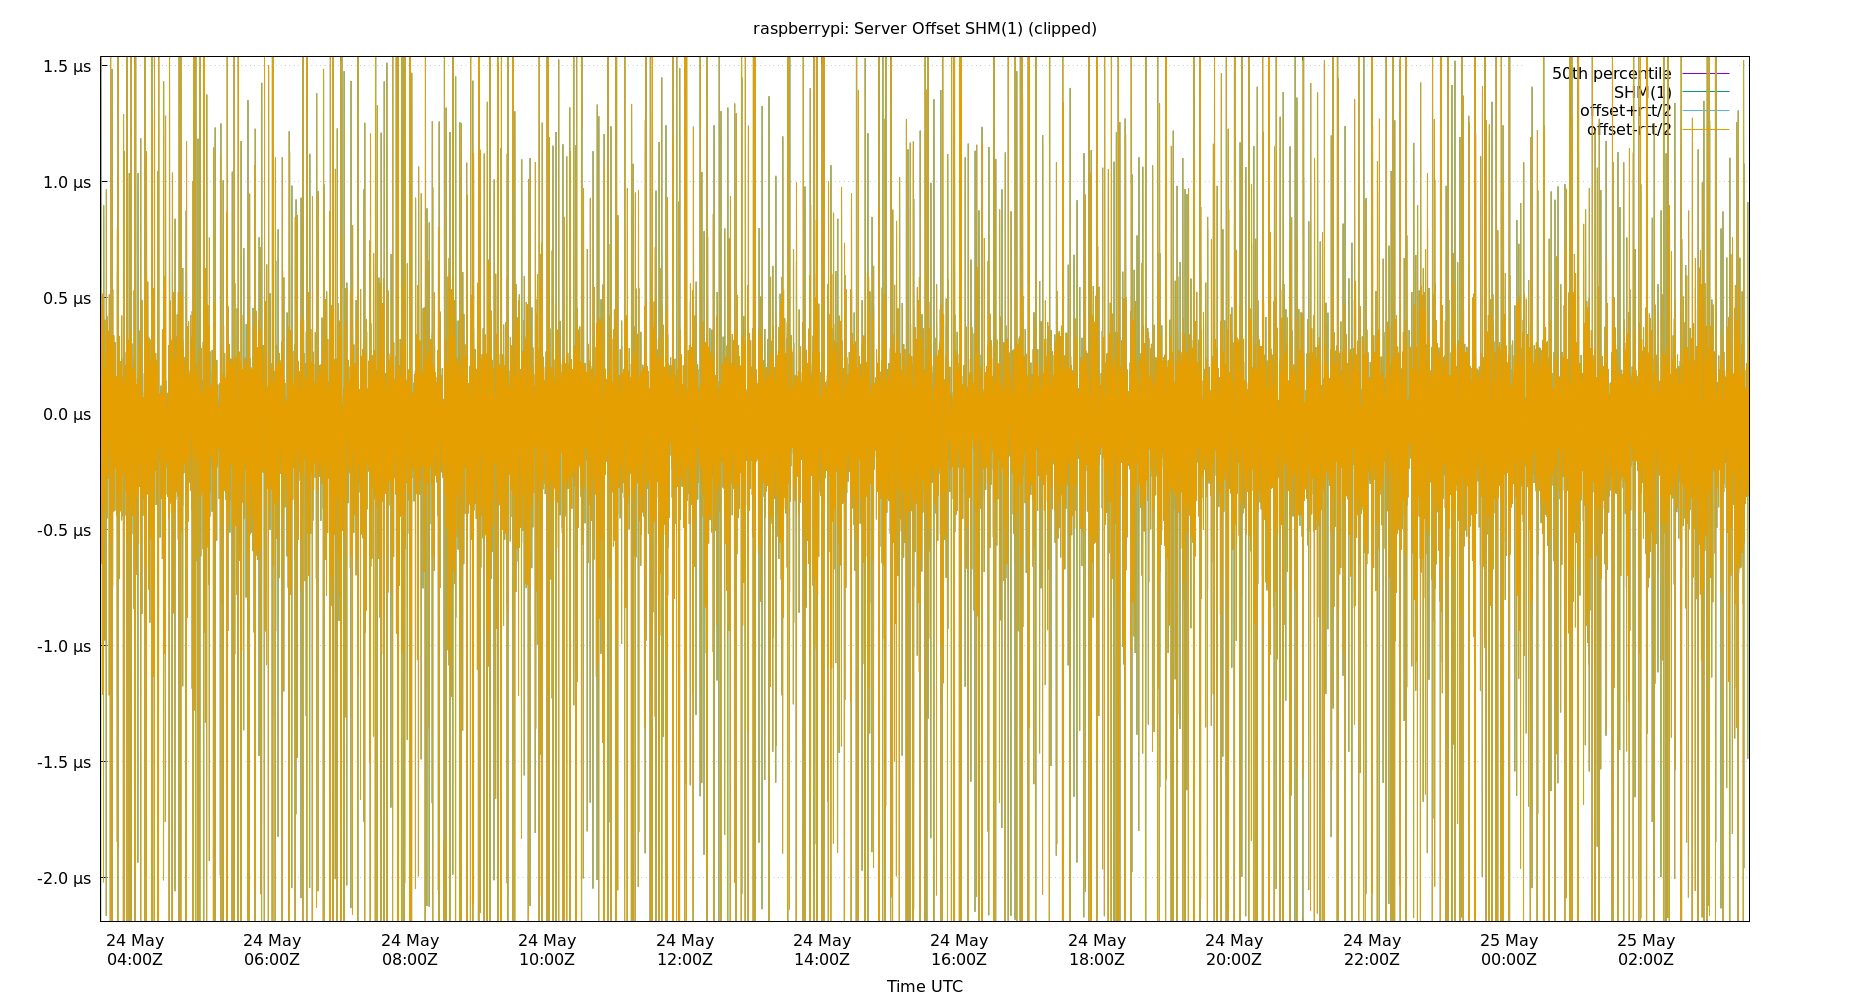 raspberrypi: Server Offset SHM(1) (clipped)
1.5 µs
1.0 µs
0.5 µs
0.0 µs
-0.5 µs
-1.0 µs
-1.5 µs
-2.0 µs
50th percentile
SHM(1)
offset+rtt/2
offset-rtt/2
24 May 24 May 24 May 24 May 24 May 24 May 24 May 24 May 24 May 24 May 25 May 25 May
04:00Z 06:00Z 08:00Z 10:00Z 12:00Z 14:00Z 16:00Z 18:00Z 20:00Z 22:00Z 00:00Z 02:00Z
Time UTC